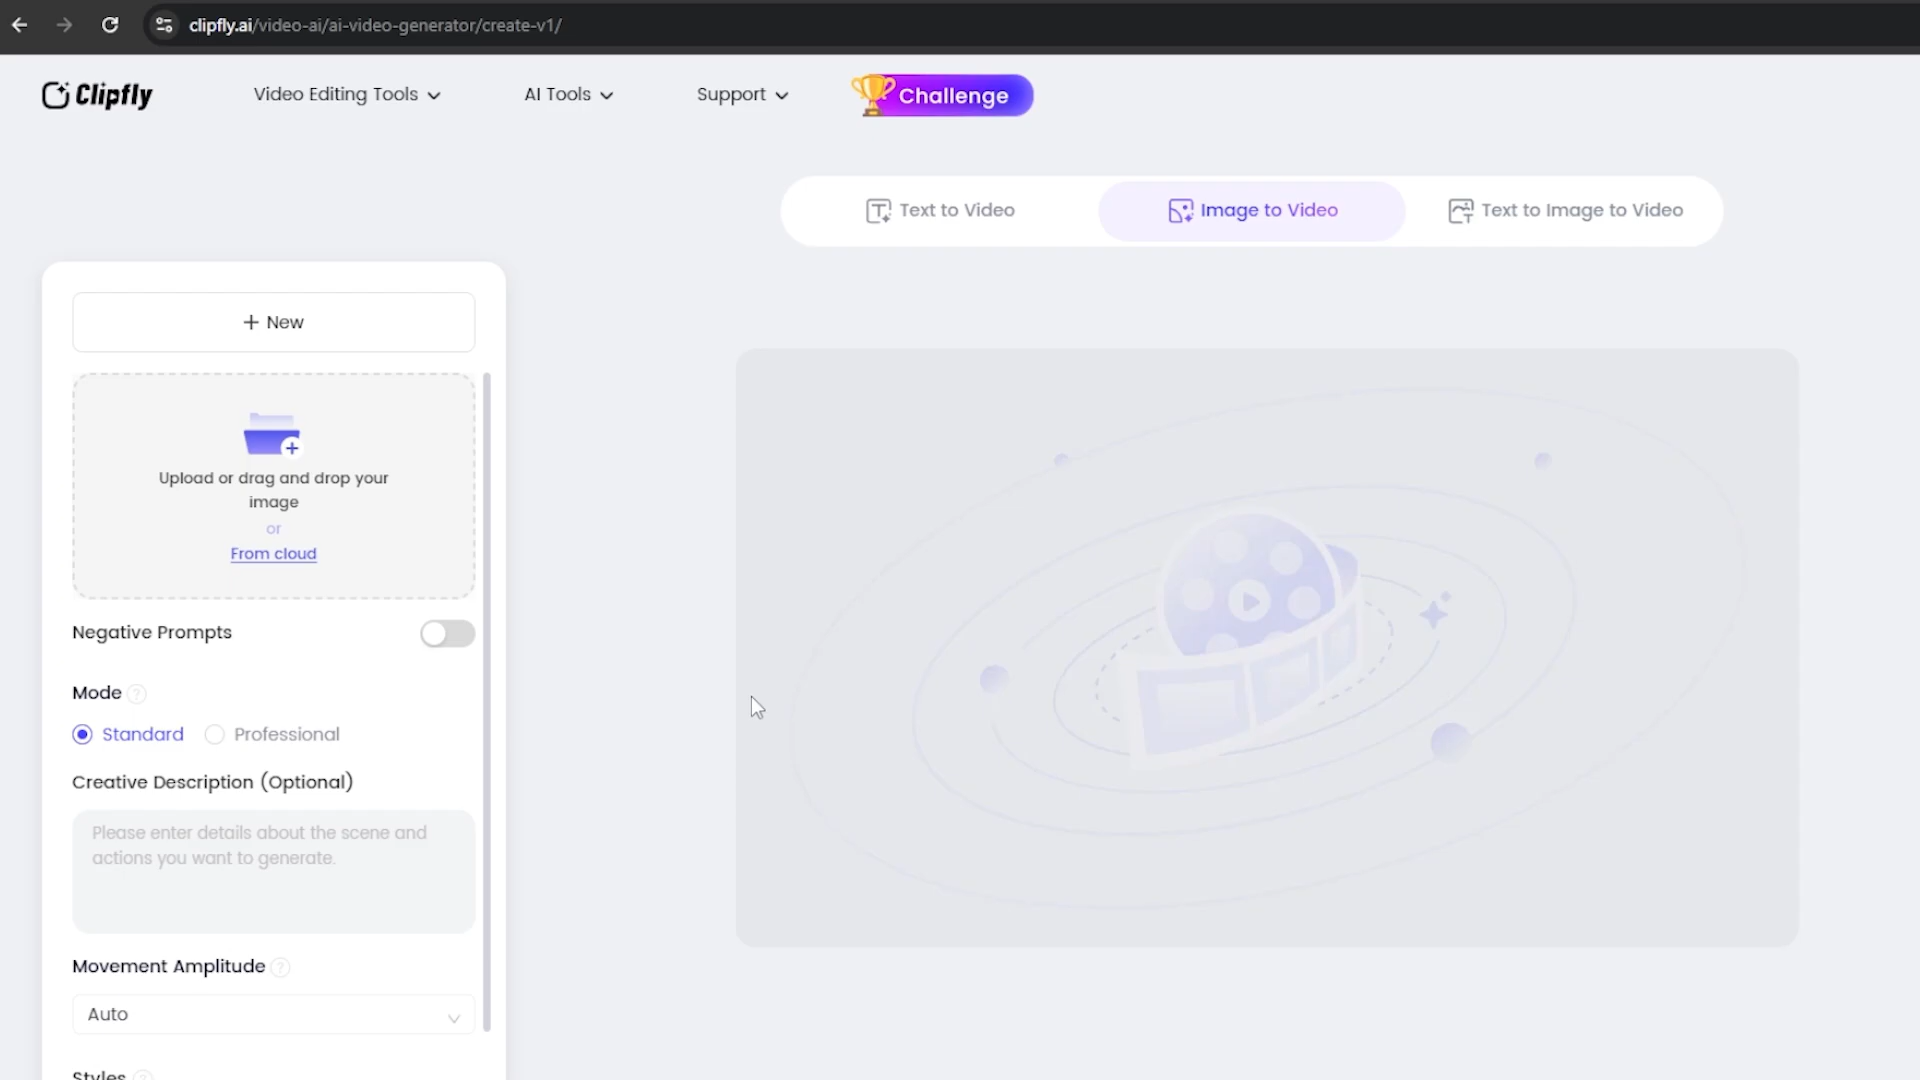 clipfly.ai/video-ai/ai-video-generator/create-v1/
Clipfly
Video Editing Tools
AI Tools
Support
Challenge
Text to Video
Image to Video
Text to Image to Video
+ New
Upload or drag and drop your
image
or
From cloud
Negative Prompts
Mode ?
Standard
Professional
Creative Description (Optional)
Please enter details about the scene and
actions you want to generate.
Movement Amplitude ?
Auto
Styles ?